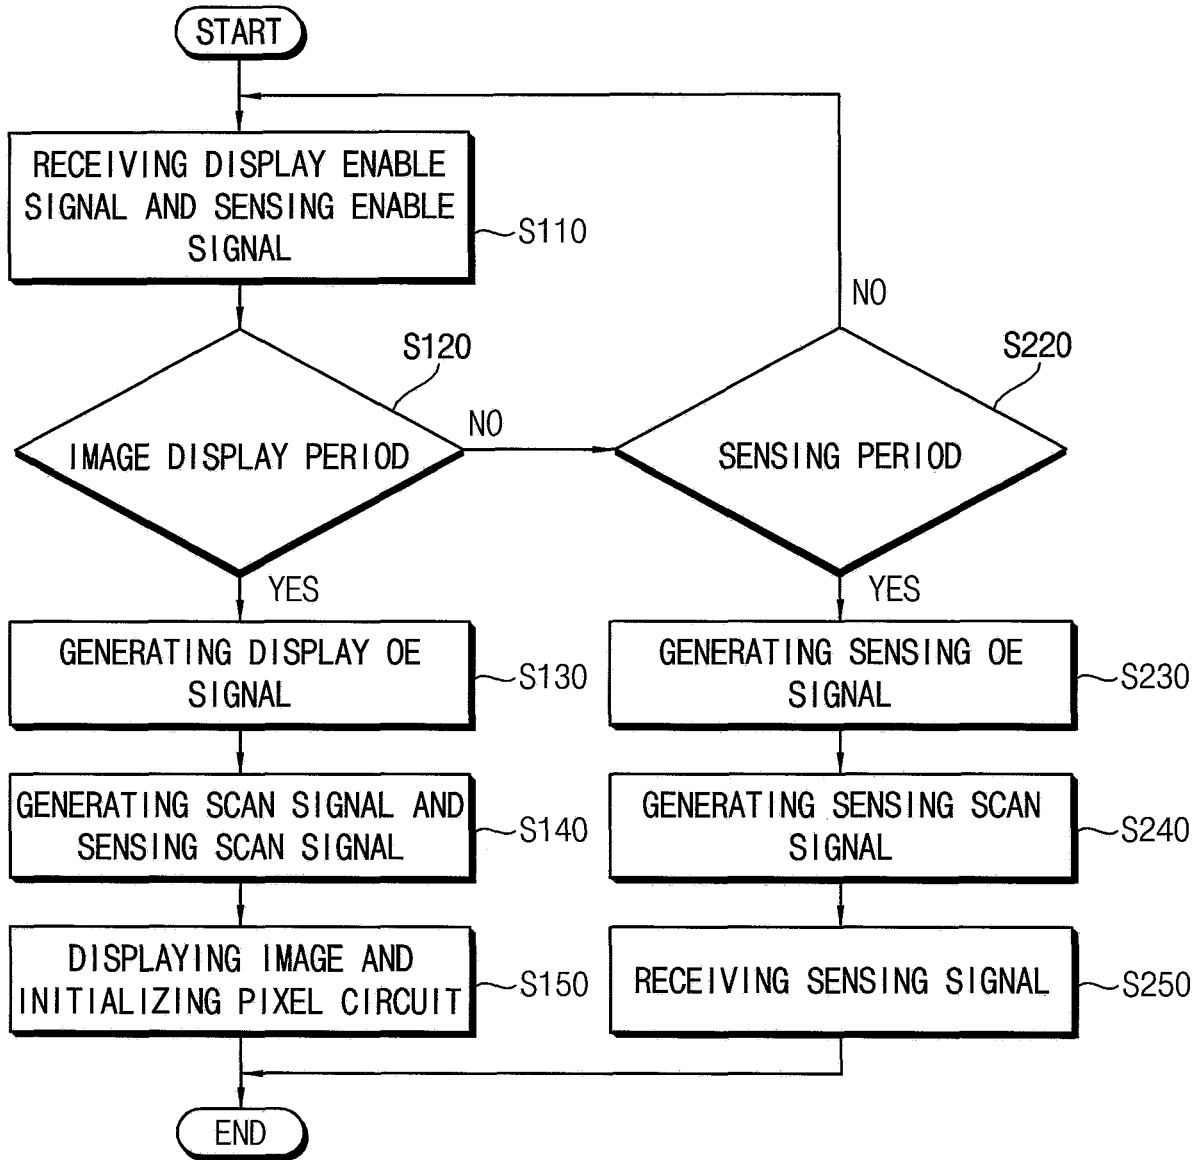 START
RECEIVING DISPLAY ENABLE
SIGNAL AND SENSING ENABLE
SIGNAL
S110
NO
S120
IMAGE DISPLAY PERIOD
NO
S220
SENSING PERIOD
YES
YES
GENERATING DISPLAY OE
SIGNAL
S130
GENERATING SENSING OE
SIGNAL
S230
GENERATING SCAN SIGNAL AND
SENSING SCAN SIGNAL
S140
GENERATING SENSING SCAN
SIGNAL
S240
DISPLAYING IMAGE AND
INITIALIZING PIXEL CIRCUIT
S150
RECEIVING SENSING SIGNAL
S250
END